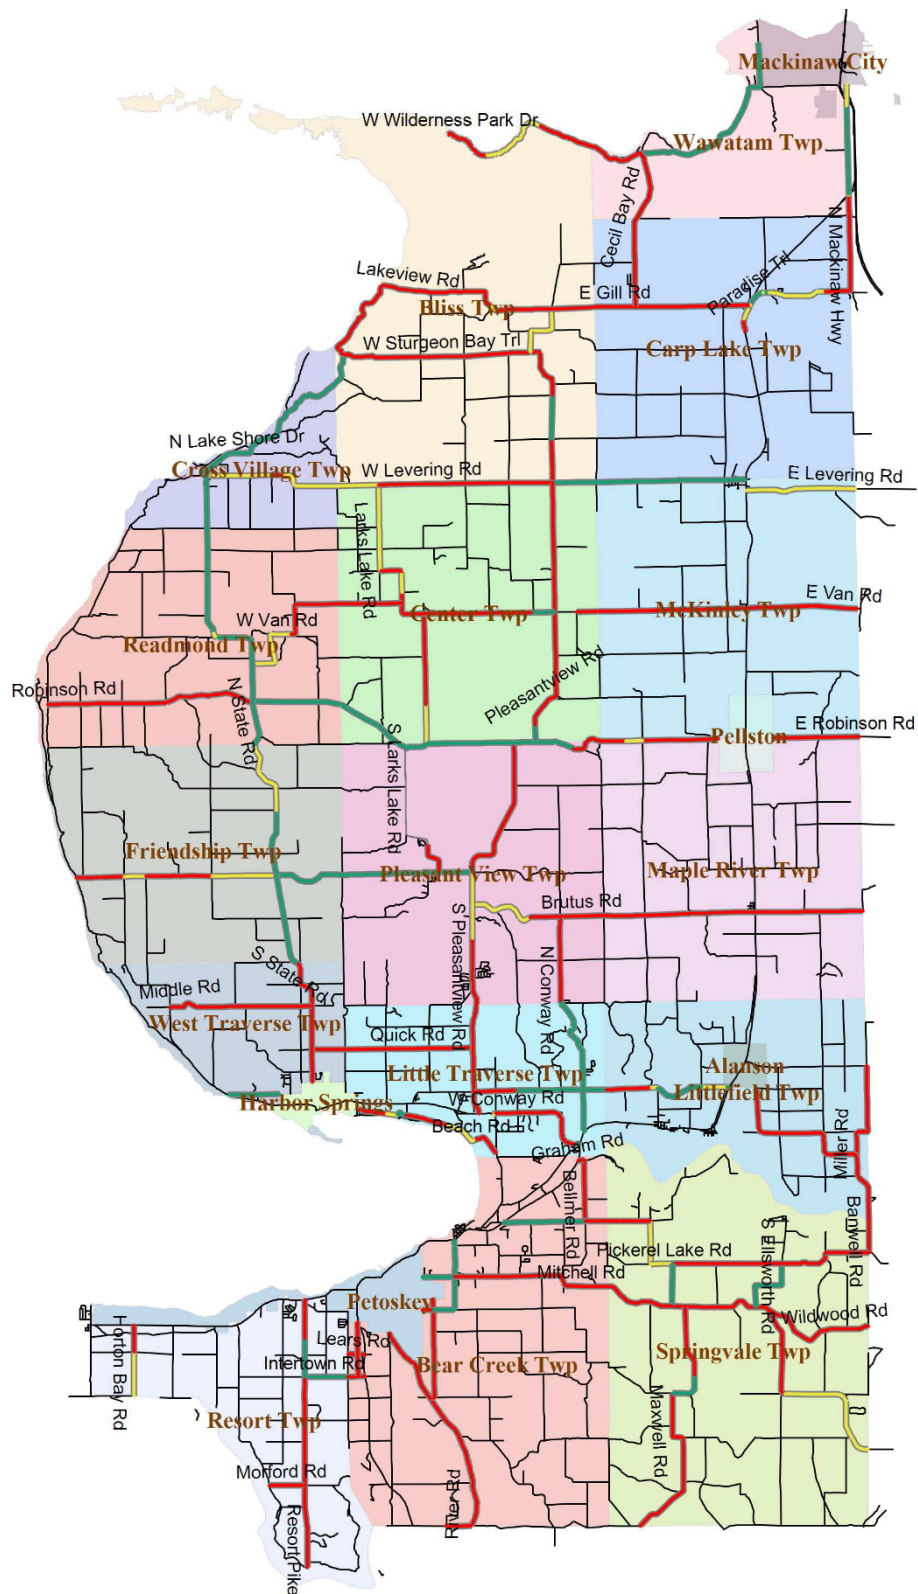 Mackinaw City
W Wilderness Park Dr
Wawatam Twp
Cecil Bay Rd
N Mackinaw Hwy
Paradise Trl
Lakeview Rd
E Gill Rd
Bliss Twp
W Sturgeon Bay Trl
Carp Lake Twp
N Lake Shore Dr
Cross Village Twp
W Levering Rd
E Levering Rd
Larks Lake Rd
E Van Rd
Center Twp
McKinley Twp
W Van Rd
Readmond Twp
Pleasantview Rd
Robinson Rd
N State Rd
S Larks Lake Rd
E Robinson Rd
Pellston
Friendship Twp
Pleasant View Twp
Maple River Twp
Brutus Rd
S Pleasantview Rd
N Conway Rd
S State Rd
Middle Rd
West Traverse Twp
Quick Rd
Little Traverse Twp
Alanson
Littlefield Twp
Harbor Springs
W Conway Rd
Beach Rd
Graham Rd
Miller Rd
Bellmer Rd
Banwell Rd
Pickerel Lake Rd
S Ellsworth Rd
Mitchell Rd
Petoskey
Wildwood Rd
Horton Bay Rd
Lears Rd
Intertown Rd
Bear Creek Twp
Springvale Twp
Resort Twp
Maxwell Rd
Morford Rd
River Rd
Resort Pike